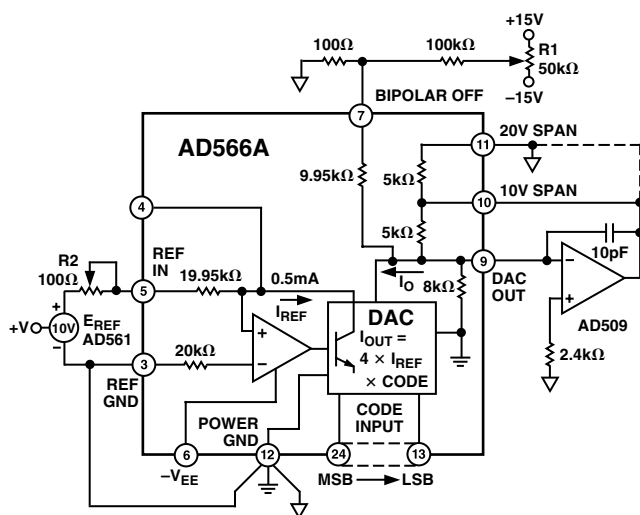 +15V
100Ω
100kΩ
R1
50kΩ
–15V
BIPOLAR OFF
7
AD566A
11
20V SPAN
9.95kΩ
5kΩ
10V SPAN
10
4
5kΩ
R2
100Ω
REF
IN
5
19.95kΩ
0.5mA
IREF
IO
8kΩ
9
DAC
OUT
10pF
+V
+
10V
–
EREF
AD561
+
–
DAC
IOUT =
4 × IREF
× CODE
–
+
AD509
3
20kΩ
REF
GND
2.4kΩ
POWER
GND
CODE
INPUT
6
12
24
13
–VEE
MSB
LSB